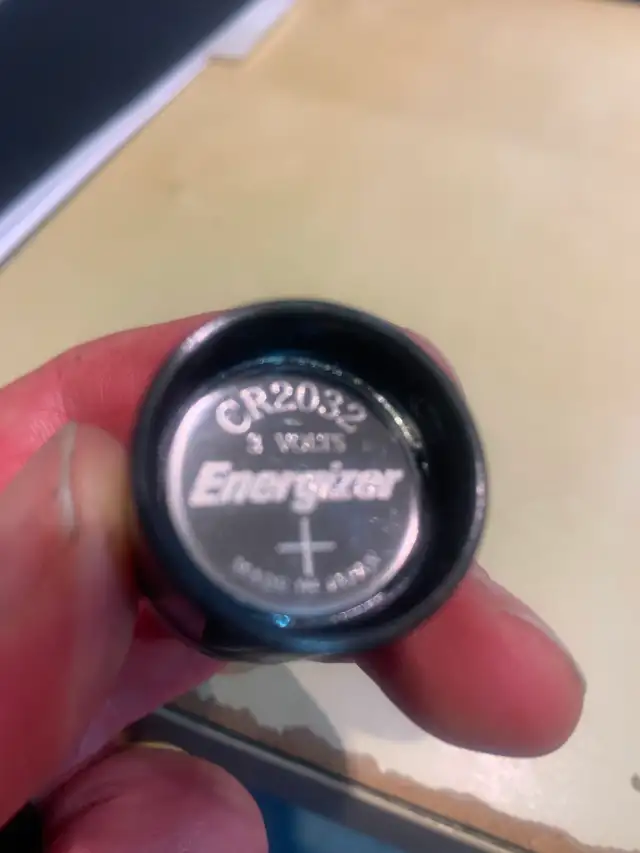 CR2032
3 VOLTS
Energizer
+
MADE IN JAPAN